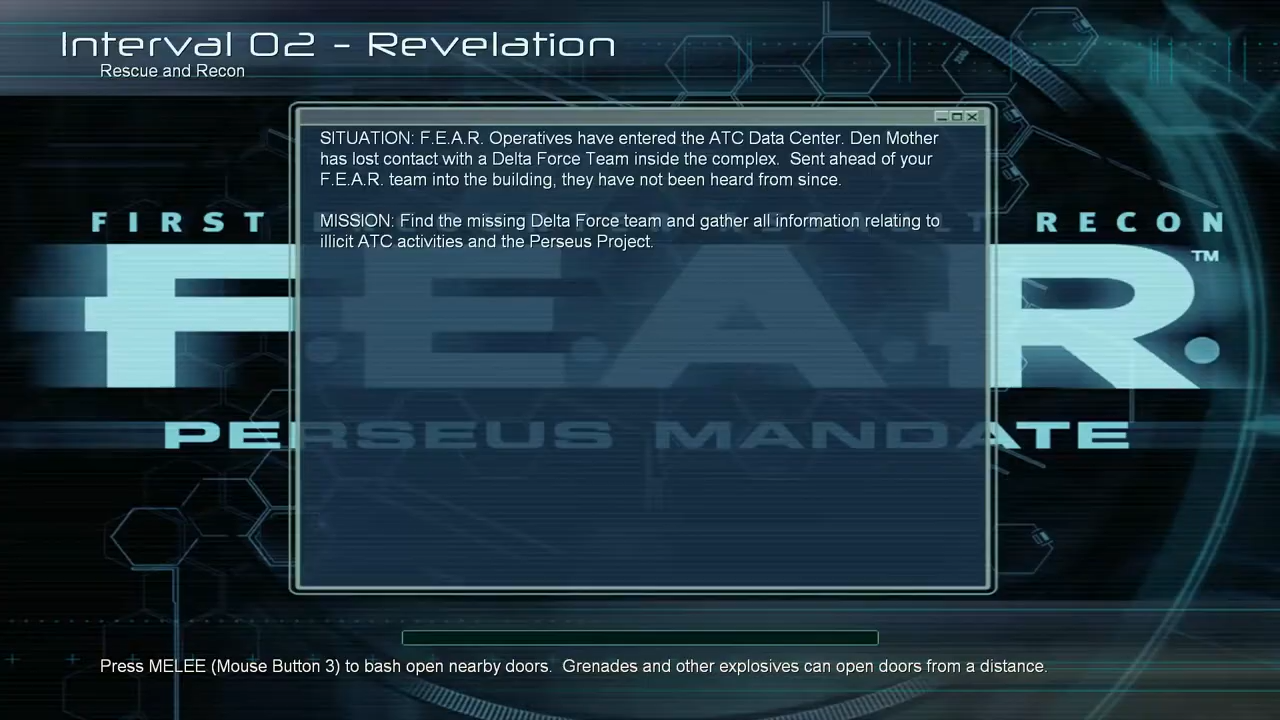 Interval 02 - Revelation
Rescue and Recon
SITUATION: F.E.A.R. Operatives have entered the ATC Data Center. Den Mother
has lost contact with a Delta Force Team inside the complex. Sent ahead of your
F.E.A.R. team into the building, they have not been heard from since.
MISSION: Find the missing Delta Force team and gather all information relating to
illicit ATC activities and the Perseus Project.
FIRST RECON
F.E.A.R.™
PERSEUS MANDATE
Press MELEE (Mouse Button 3) to bash open nearby doors. Grenades and other explosives can open doors from a distance.